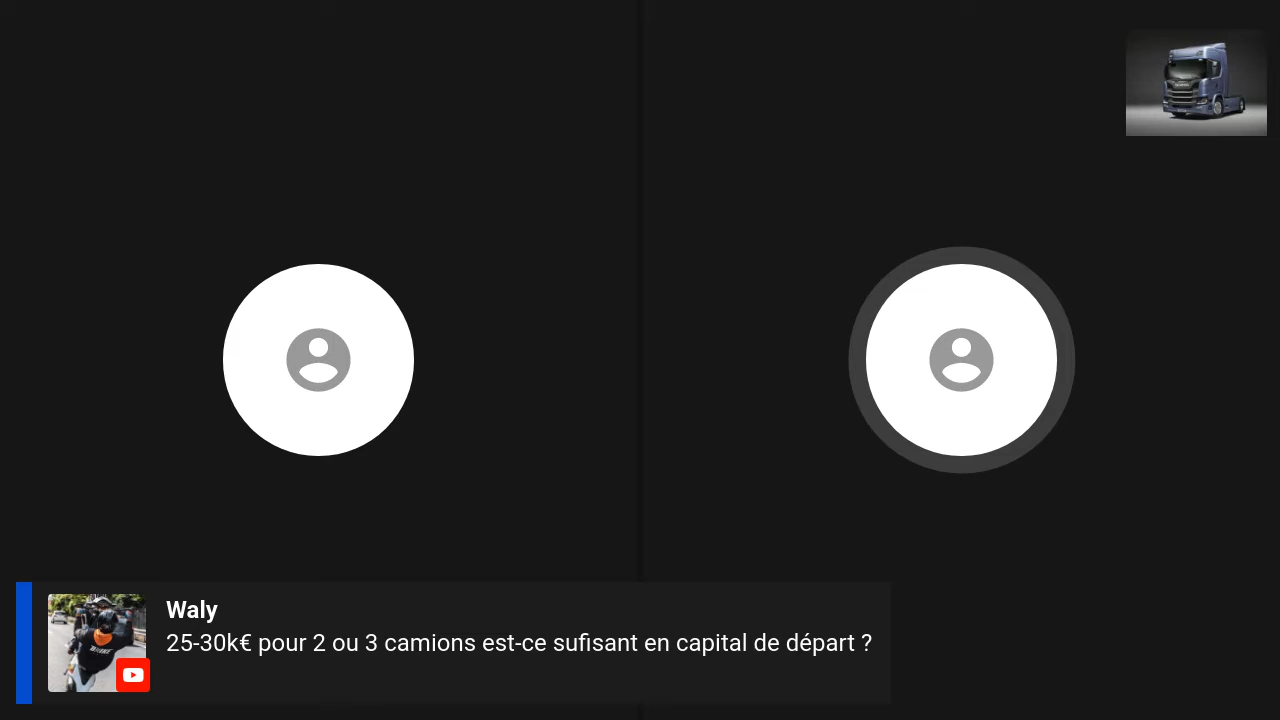 Waly
25-30k€ pour 2 ou 3 camions est-ce sufisant en capital de départ ?